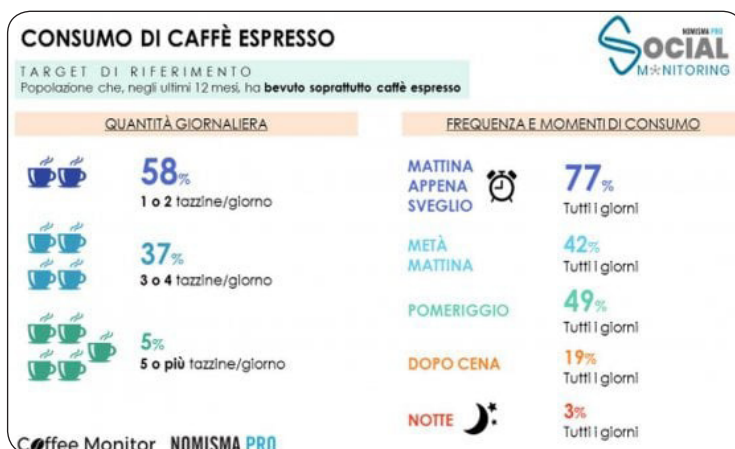 CONSUMO DI CAFFÈ ESPRESSO
NOMISMA PRO
SOCIAL
MONITORING
TARGET DI RIFERIMENTO
Popolazione che, negli ultimi 12 mesi, ha bevuto soprattutto caffè espresso
QUANTITÀ GIORNALIERA
58%
1 o 2 tazzine/giorno
37%
3 o 4 tazzine/giorno
5%
5 o più tazzine/giorno
FREQUENZA E MOMENTI DI CONSUMO
MATTINA
APPENA
SVEGLIO
77%
Tutti i giorni
METÀ
MATTINA
42%
Tutti i giorni
POMERIGGIO
49%
Tutti i giorni
DOPO CENA
19%
Tutti i giorni
NOTTE
3%
Tutti i giorni
Coffee Monitor NOMISMA PRO